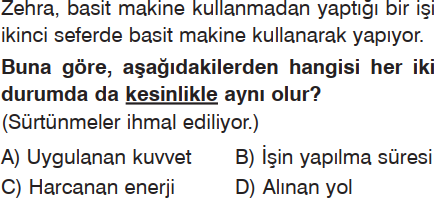 Zehra, basit makine kullanmadan yaptığı bir işi
ikinci seferde basit makine kullanarak yapıyor.
Buna göre, aşağıdakilerden hangisi her iki
durumda da kesinlikle aynı olur?
(Sürtünmeler ihmal ediliyor.)
A) Uygulanan kuvvet B) İşin yapılma süresi
C) Harcanan enerji D) Alınan yol